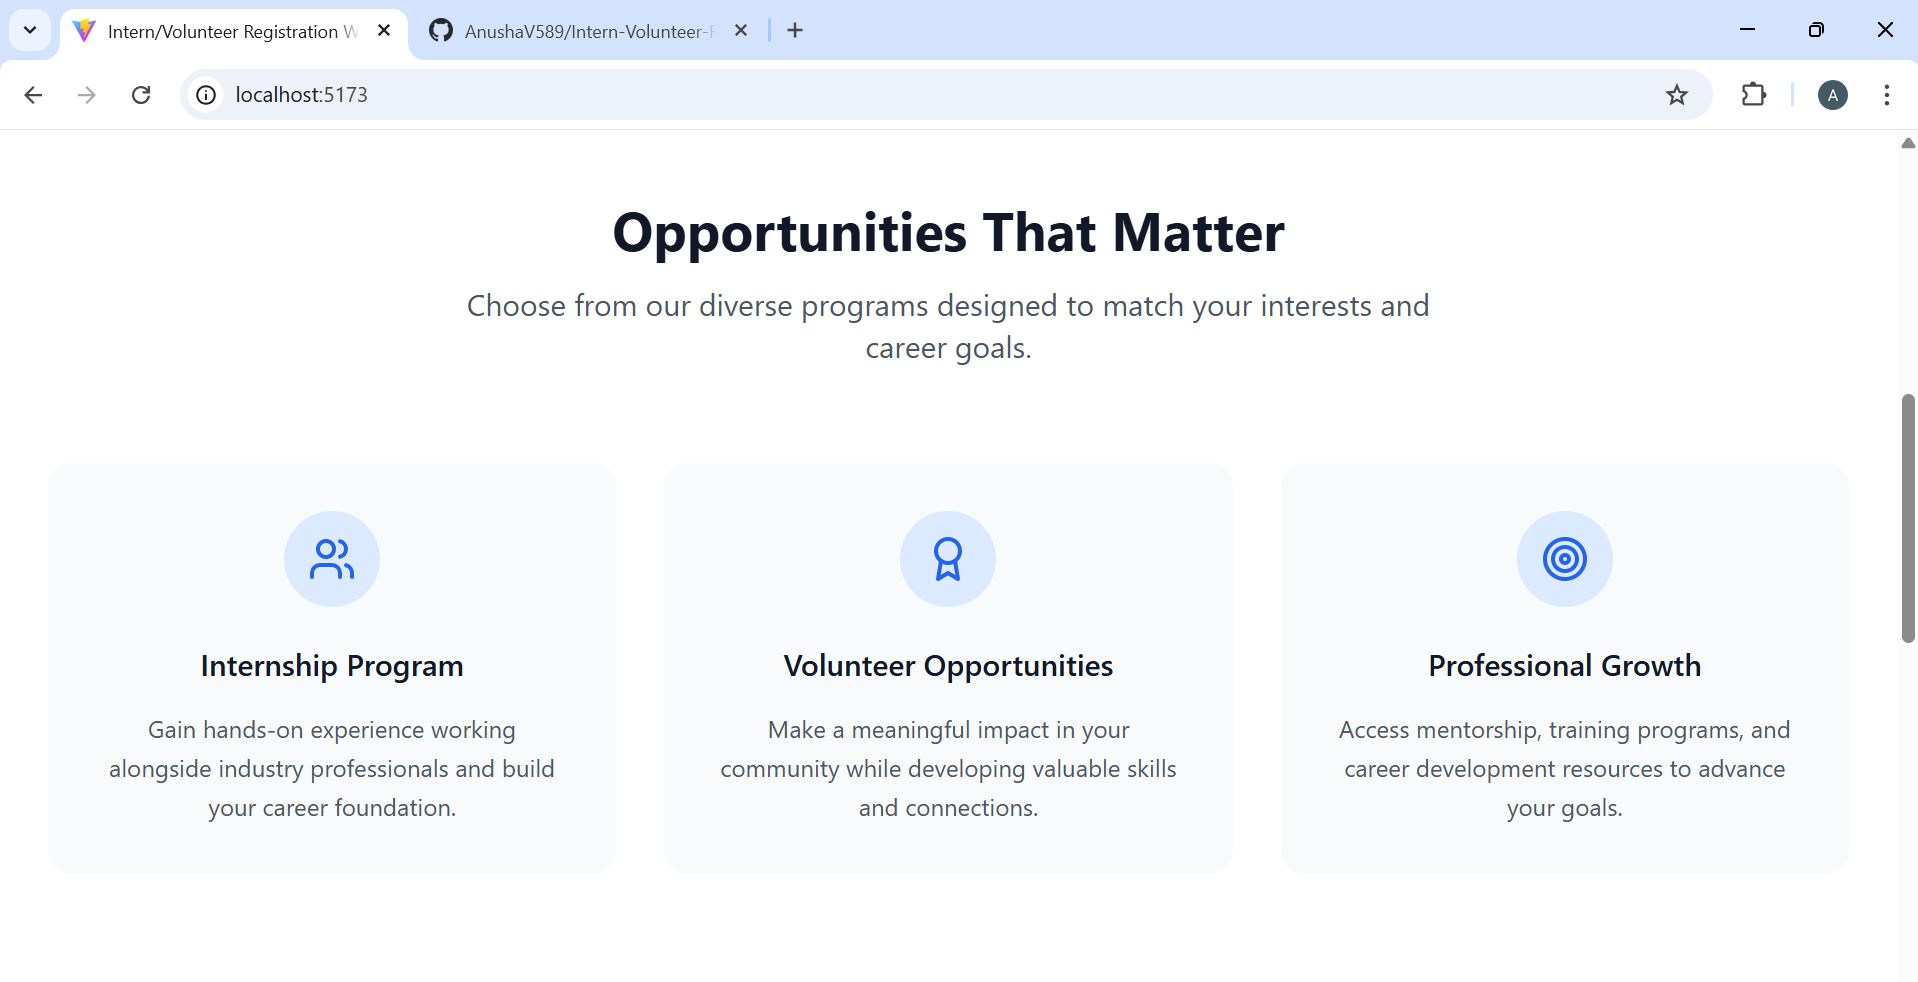 Intern/Volunteer Registration W
AnushaV589/Intern-Volunteer-
localhost:5173
A
Opportunities That Matter
Choose from our diverse programs designed to match your interests and
career goals.
Internship Program
Gain hands-on experience working
alongside industry professionals and build
your career foundation.
Volunteer Opportunities
Make a meaningful impact in your
community while developing valuable skills
and connections.
Professional Growth
Access mentorship, training programs, and
career development resources to advance
your goals.